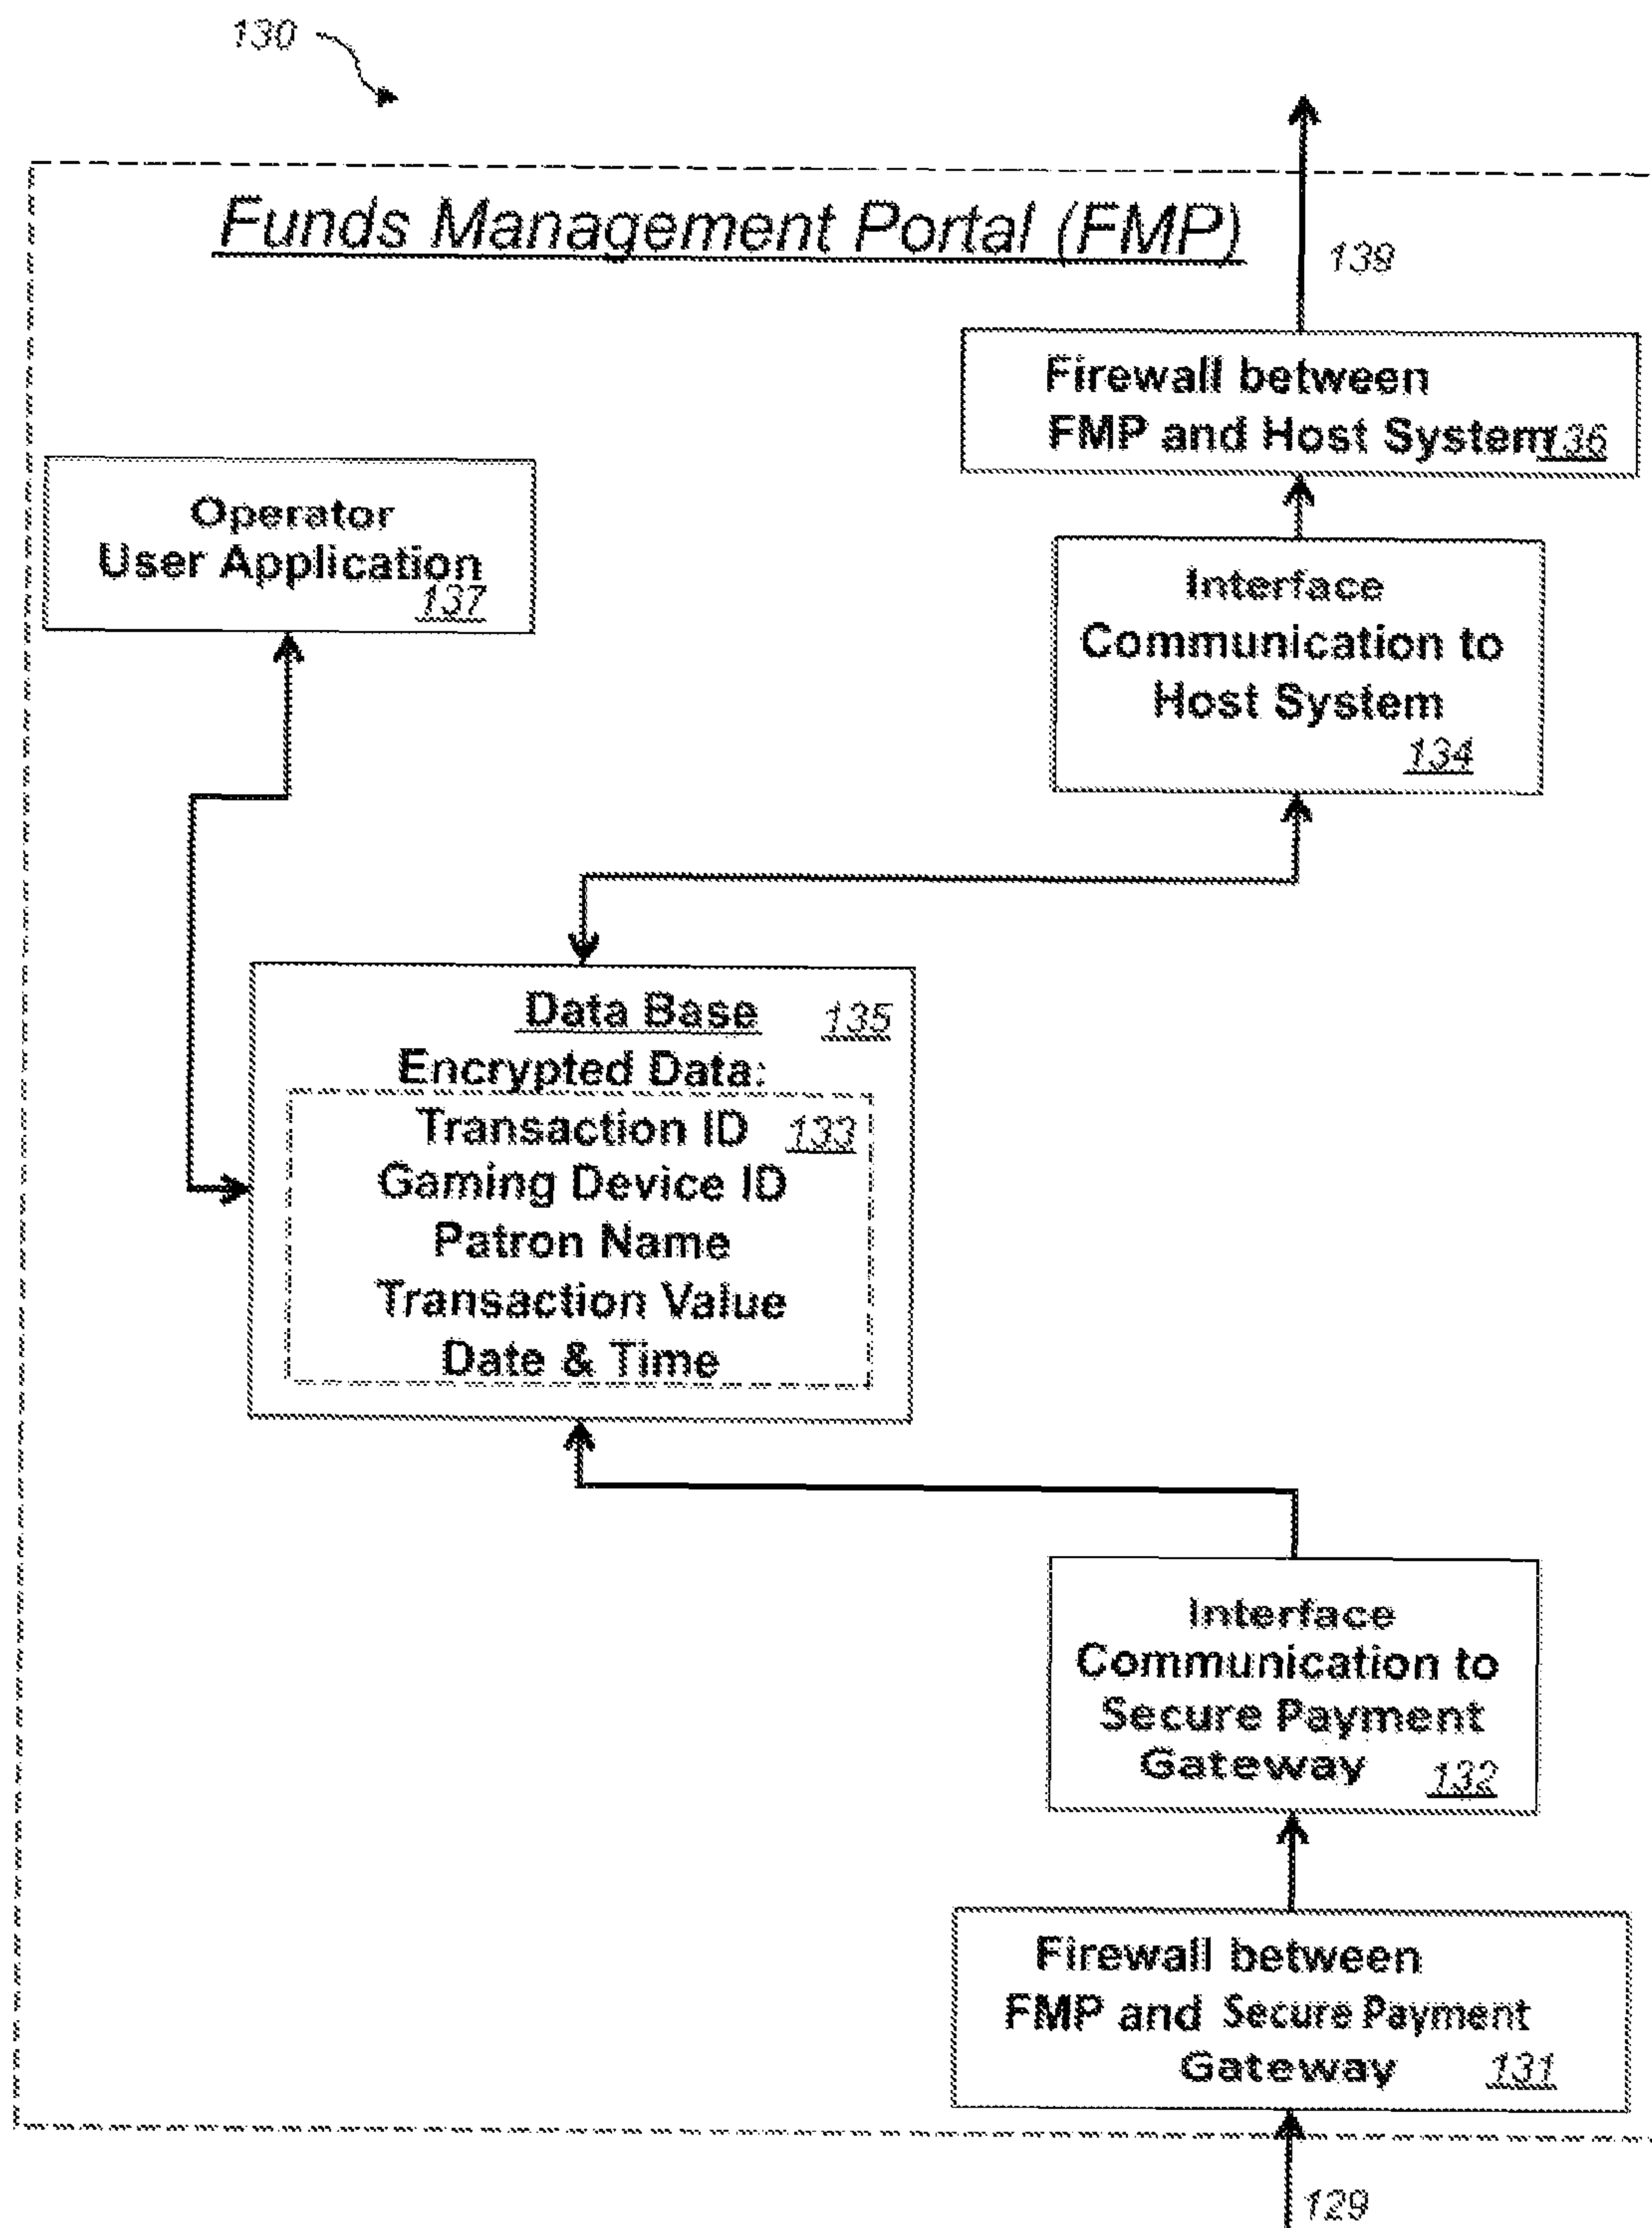 130
Funds Management Portal (FMP)
139
Firewall between
FMP and Host System 136
Operator
User Application
137
Interface
Communication to
Host System
134
Data Base 135
Encrypted Data:
Transaction ID 133
Gaming Device ID
Patron Name
Transaction Value
Date & Time
Interface
Communication to
Secure Payment
Gateway 132
Firewall between
FMP and Secure Payment
Gateway 131
129